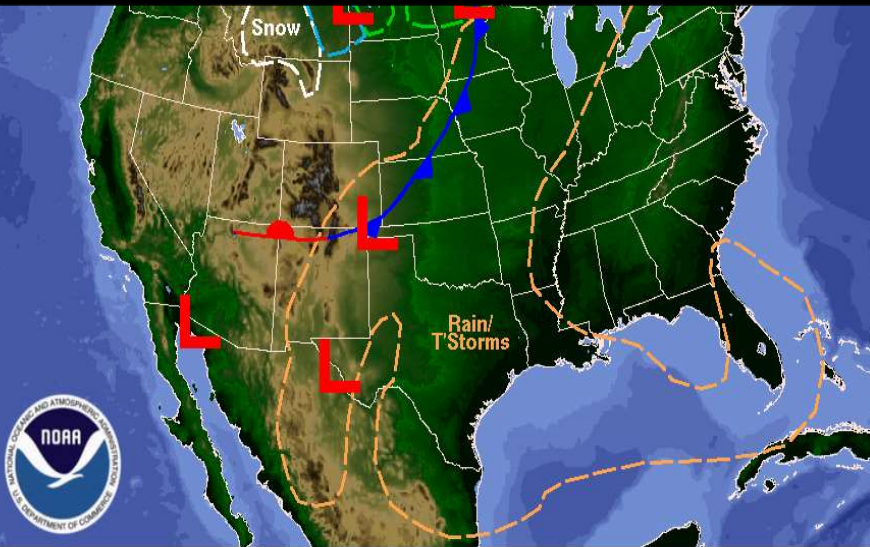 Snow
L
L
L
L
L
Rain/
T'Storms
NOAA
NATIONAL OCEANIC AND ATMOSPHERIC ADMINISTRATION
U.S. DEPARTMENT OF COMMERCE